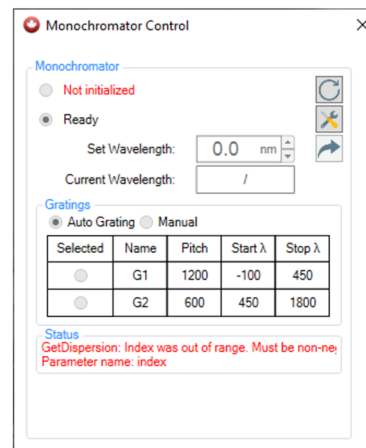 Monochromator Control
Monochromator
Not initialized
Ready
Set Wavelength: 0.0 nm
Current Wavelength: /
Gratings
Auto Grating Manual
Selected Name Pitch Start λ Stop λ
G1 1200 -100 450
G2 600 450 1800
Status
GetDispersion: Index was out of range. Must be non-ne
Parameter name: index